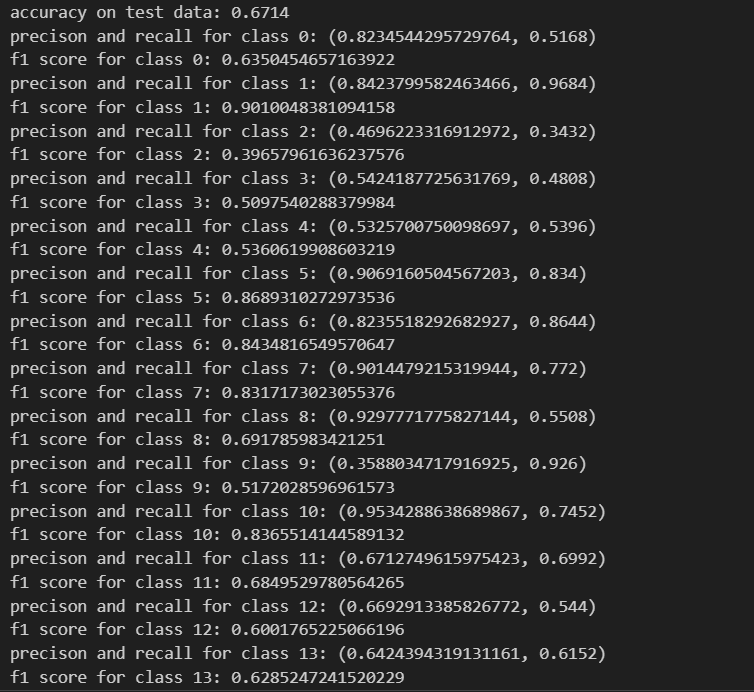 accuracy on test data: 0.6714
precison and recall for class 0: (0.8234544295729764, 0.5168)
f1 score for class 0: 0.6350454657163922
precison and recall for class 1: (0.8423799582463466, 0.9684)
f1 score for class 1: 0.9010048381094158
precison and recall for class 2: (0.4696223316912972, 0.3432)
f1 score for class 2: 0.39657961636237576
precison and recall for class 3: (0.5424187725631769, 0.4808)
f1 score for class 3: 0.5097540288379984
precison and recall for class 4: (0.5325700750098697, 0.5396)
f1 score for class 4: 0.5360619908603219
precison and recall for class 5: (0.9069160504567203, 0.834)
f1 score for class 5: 0.8689310272973536
precison and recall for class 6: (0.8235518292682927, 0.8644)
f1 score for class 6: 0.8434816549570647
precison and recall for class 7: (0.9014479215319944, 0.772)
f1 score for class 7: 0.8317173023055376
precison and recall for class 8: (0.9297771775827144, 0.5508)
f1 score for class 8: 0.691785983421251
precison and recall for class 9: (0.3588034717916925, 0.926)
f1 score for class 9: 0.5172028596961573
precison and recall for class 10: (0.9534288638689867, 0.7452)
f1 score for class 10: 0.8365514144589132
precison and recall for class 11: (0.6712749615975423, 0.6992)
f1 score for class 11: 0.6849529780564265
precison and recall for class 12: (0.6692913385826772, 0.544)
f1 score for class 12: 0.6001765225066196
precison and recall for class 13: (0.6424394319131161, 0.6152)
f1 score for class 13: 0.6285247241520229